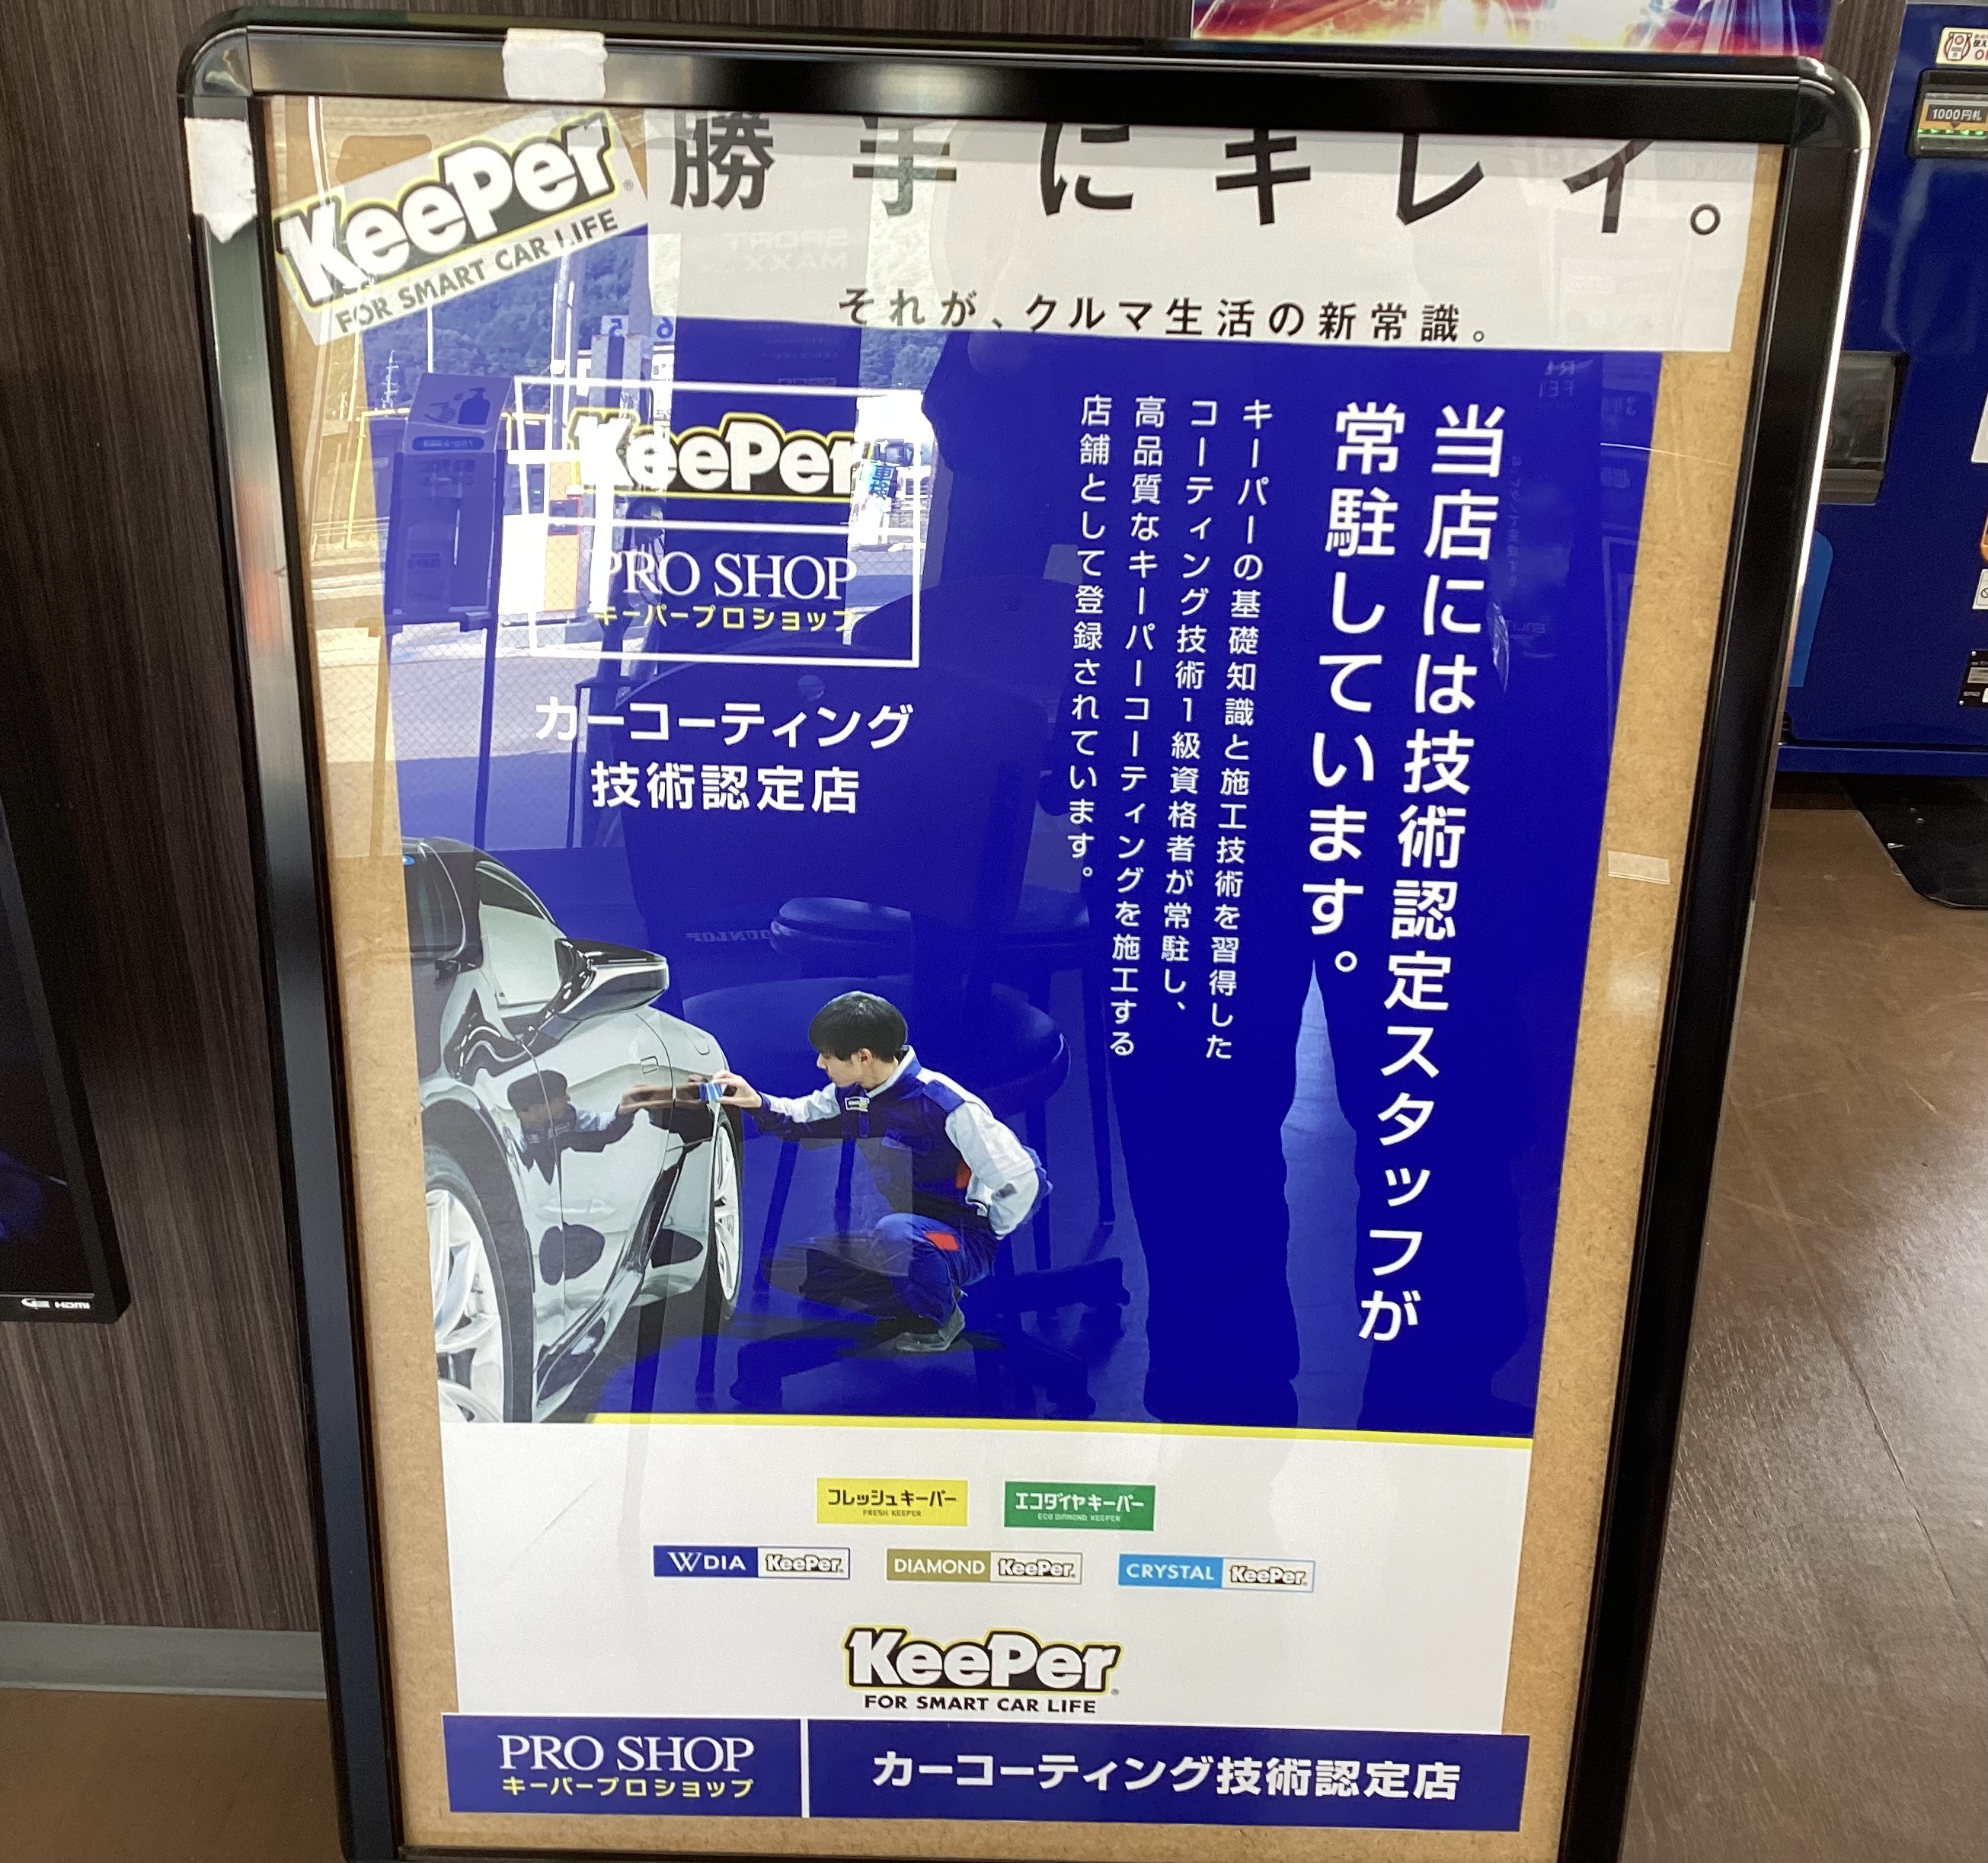 KeePer
FOR SMART CAR LIFE
勝手にキレイ。
それが、クルマ生活の新常識。
当店には技術認定スタッフが
常駐しています。
キーパーの基礎知識と施工技術を習得した
コーティング技術1級資格者が常駐し、
高品質なキーパーコーティングを施工する
店舗として登録されています。
KeePer
PRO SHOP
キーパープロショップ
カーコーティング
技術認定店
フレッシュキーパー
FRESH KEEPER
エコダイヤキーパー
ECO DIAMOND KEEPER
WDIA KeePer
DIAMOND KeePer
CRYSTAL KeePer
KeePer
FOR SMART CAR LIFE
PRO SHOP
キーパープロショップ
カーコーティング技術認定店
HDMI
1000円札